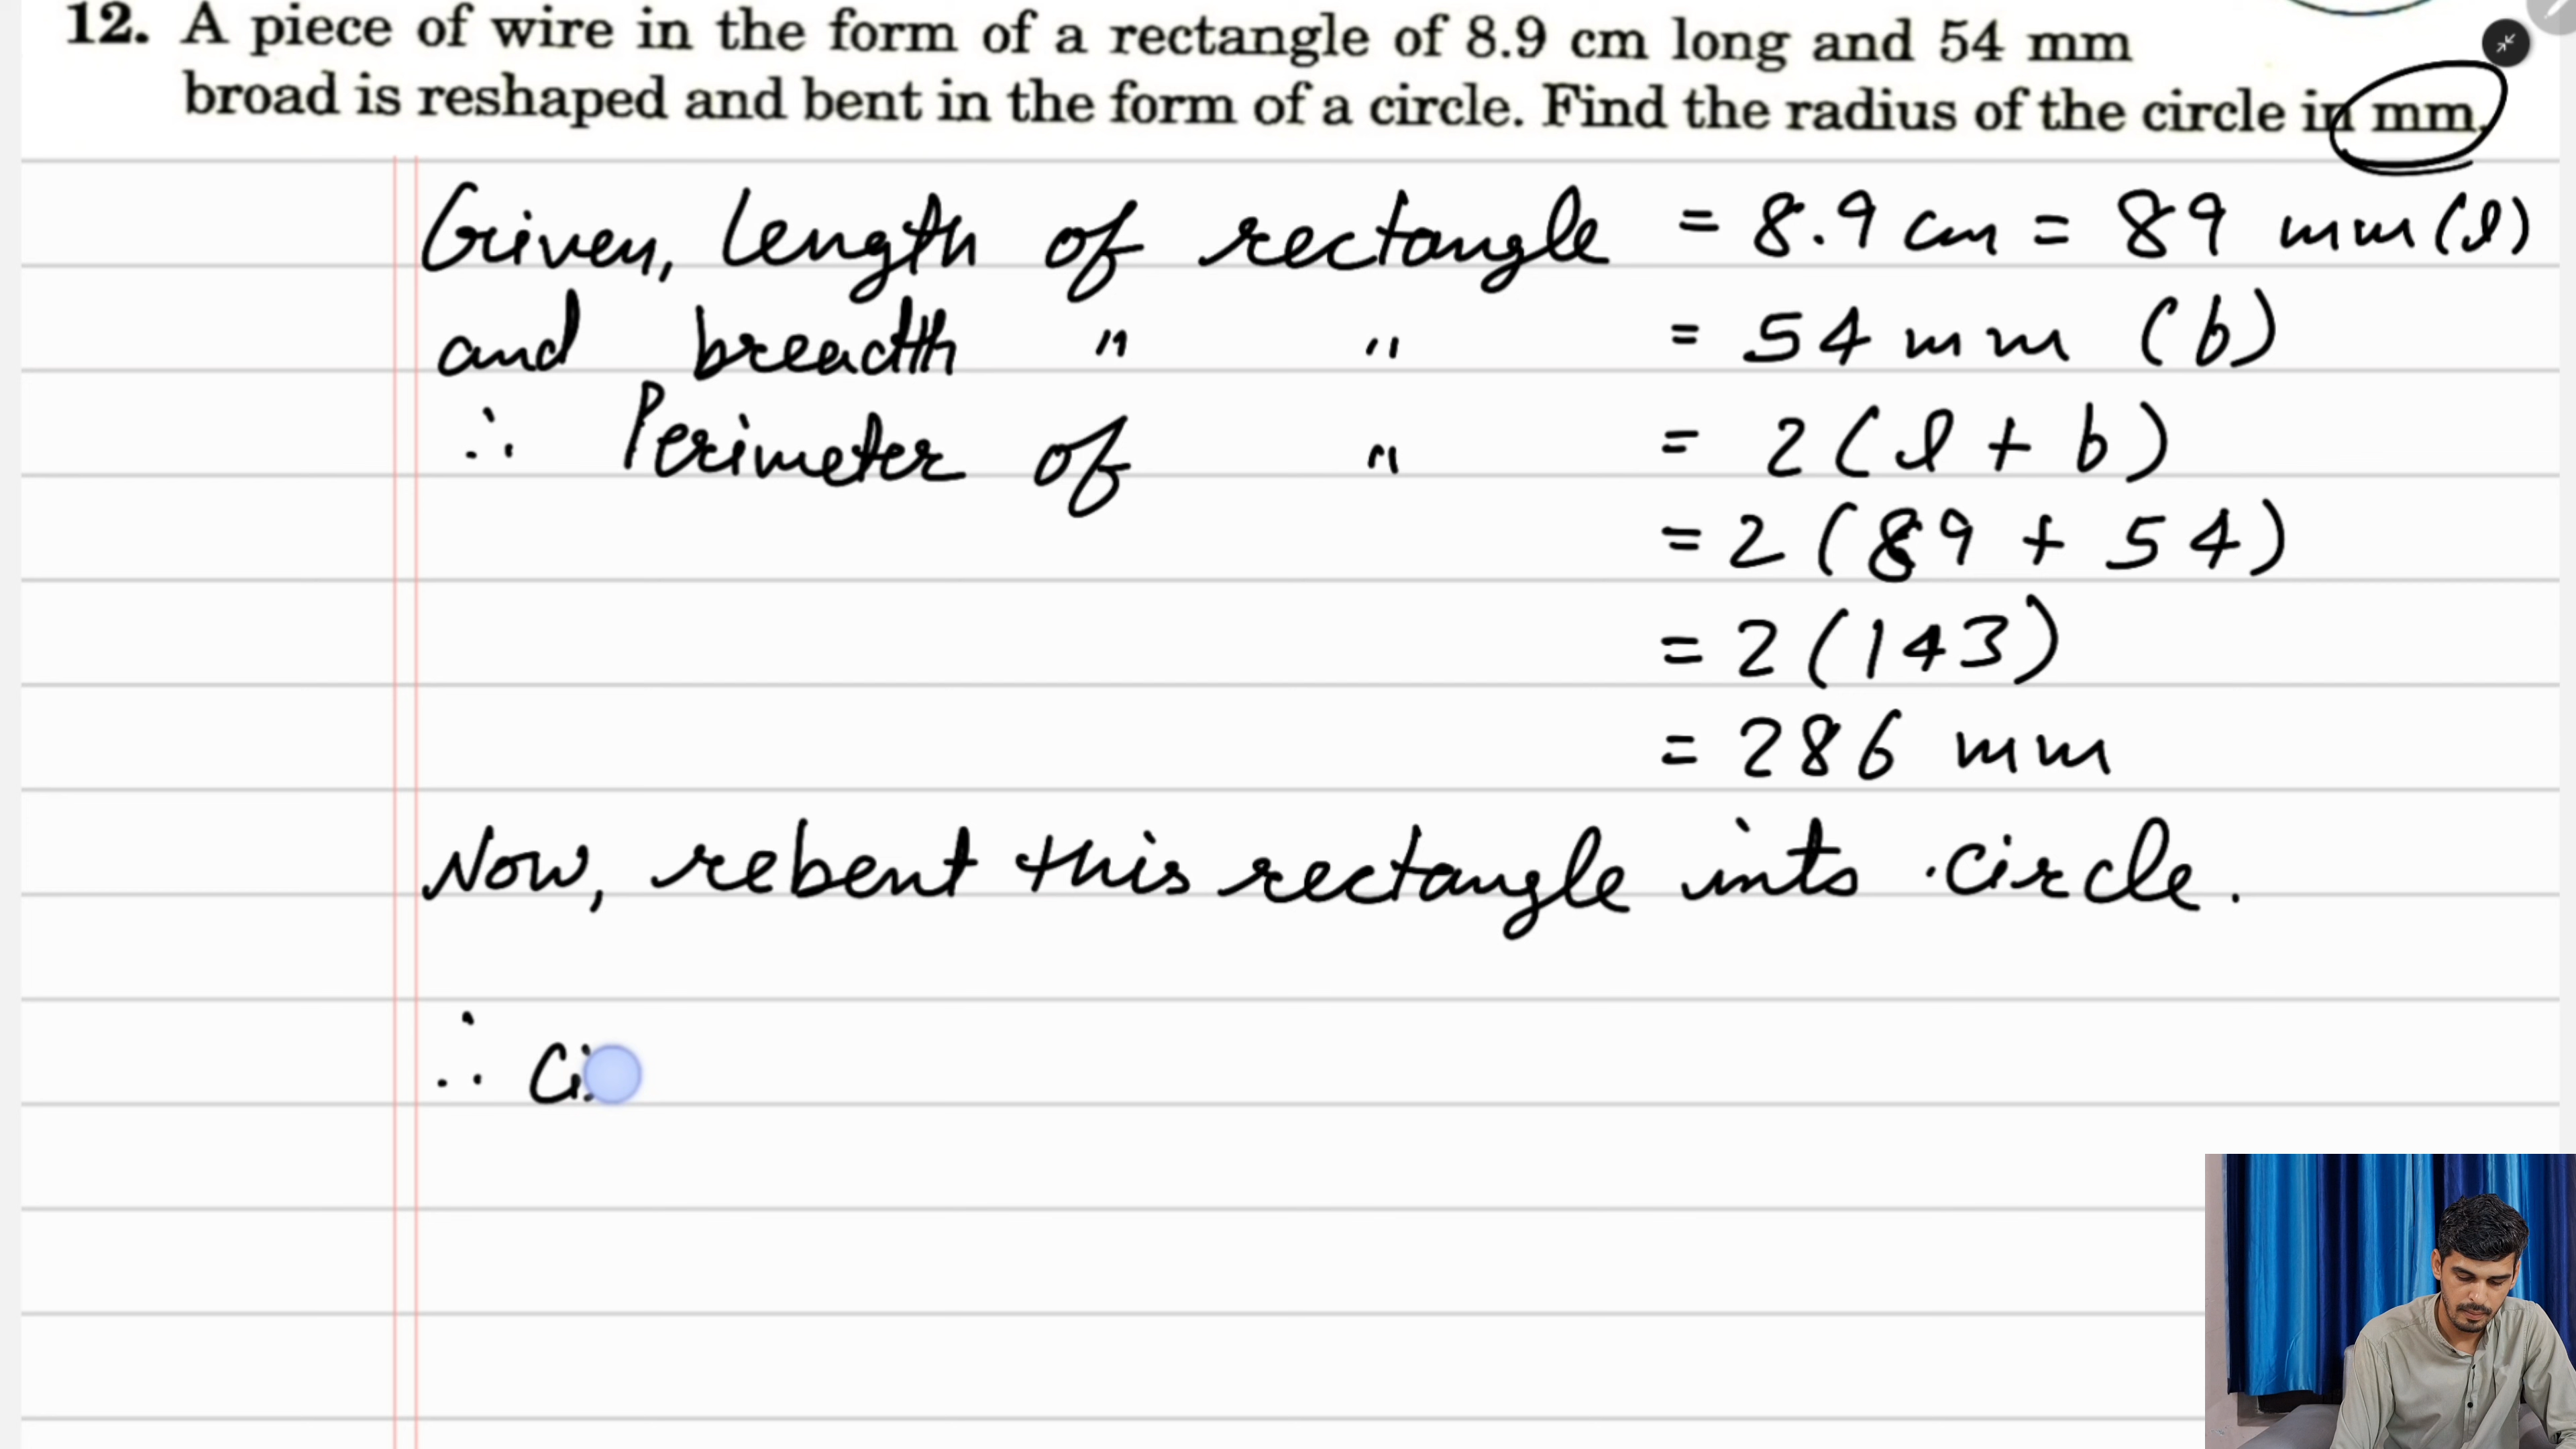 12. A piece of wire in the form of a rectangle of 8.9 cm long and 54 mm
broad is reshaped and bent in the form of a circle. Find the radius of the circle in mm.
Given, length of rectangle = 8.9 cm = 89 mm (l)
and breadth " " = 54 mm (b)
∴ Perimeter of " = 2 (l + b)
= 2 (89 + 54)
= 2 (143)
= 286 mm
Now, rebent this rectangle into circle.
∴ Ci